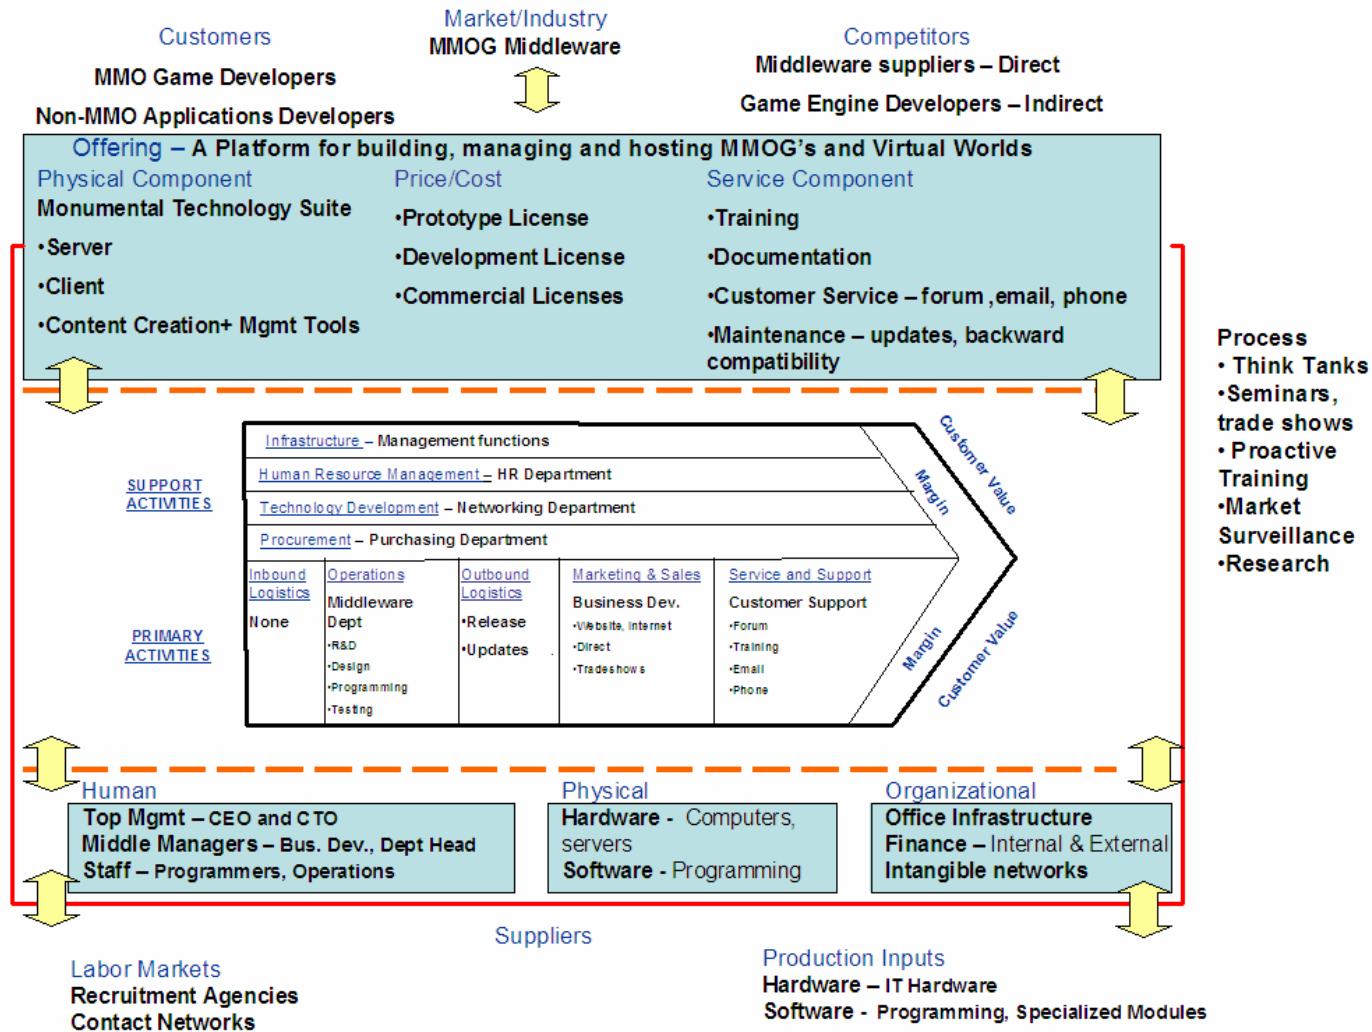 Customers
MMO Game Developers
Non-MMO Applications Developers
Market/Industry
MMOG Middleware
Competitors
Middleware suppliers – Direct
Game Engine Developers – Indirect
Offering – A Platform for building, managing and hosting MMOG's and Virtual Worlds
Physical Component
Monumental Technology Suite
•Server
•Client
•Content Creation+ Mgmt Tools
Price/Cost
•Prototype License
•Development License
•Commercial Licenses
Service Component
•Training
•Documentation
•Customer Service – forum ,email, phone
•Maintenance – updates, backward
compatibility
Process
• Think Tanks
•Seminars,
trade shows
• Proactive
Training
•Market
Surveillance
•Research
SUPPORT
ACTIVITIES
Infrastructure – Management functions
Human Resource Management – HR Department
Technology Development – Networking Department
Procurement – Purchasing Department
Margin
Customer Value
PRIMARY
ACTIVITIES
Inbound
Logistics
None
Operations
Middleware
Dept
•R&D
•Design
•Programming
•Testing
Outbound
Logistics
•Release
•Updates
Marketing & Sales
Business Dev.
•Website, Internet
•Direct
•Tradeshows
Service and Support
Customer Support
•Forum
•Training
•Email
•Phone
Margin
Customer Value
Human
Top Mgmt – CEO and CTO
Middle Managers – Bus. Dev., Dept Head
Staff – Programmers, Operations
Physical
Hardware - Computers,
servers
Software - Programming
Organizational
Office Infrastructure
Finance – Internal & External
Intangible networks
Suppliers
Labor Markets
Recruitment Agencies
Contact Networks
Production Inputs
Hardware – IT Hardware
Software - Programming, Specialized Modules